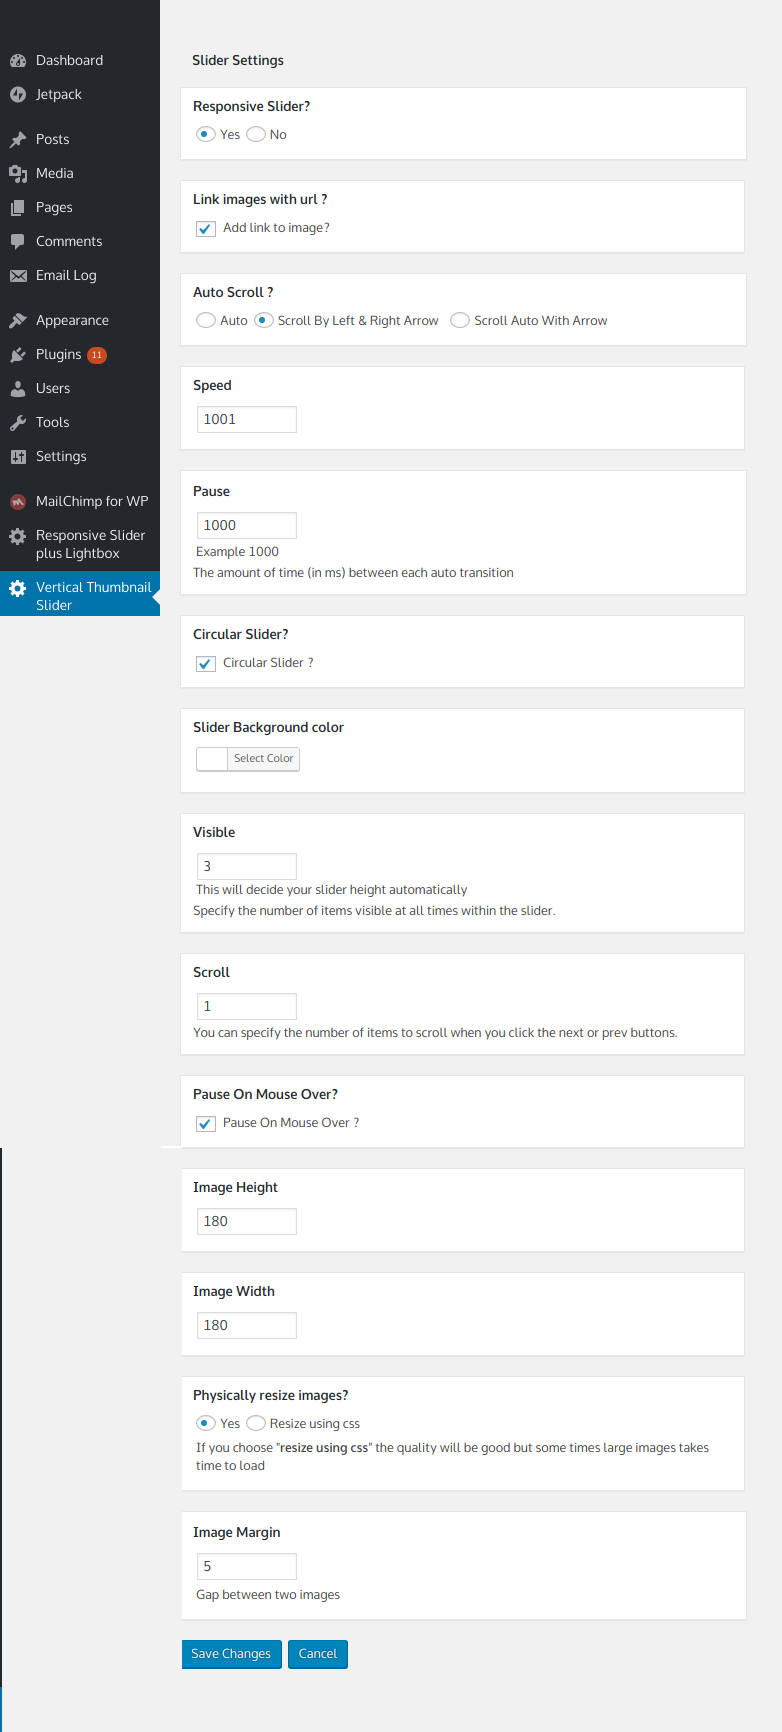 Dashboard
Jetpack
Posts
Media
Pages
Comments
Email Log
Appearance
Plugins 11
Users
Tools
Settings
MailChimp for WP
Responsive Slider
plus Lightbox
Vertical Thumbnail
Slider
Slider Settings
Responsive Slider?
Yes No
Link images with url ?
Add link to image?
Auto Scroll ?
Auto Scroll By Left & Right Arrow Scroll Auto With Arrow
Speed
1001
Pause
1000
Example 1000
The amount of time (in ms) between each auto transition
Circular Slider?
Circular Slider ?
Slider Background color
Select Color
Visible
3
This will decide your slider height automatically
Specify the number of items visible at all times within the slider.
Scroll
1
You can specify the number of items to scroll when you click the next or prev buttons.
Pause On Mouse Over?
Pause On Mouse Over ?
Image Height
180
Image Width
180
Physically resize images?
Yes Resize using css
If you choose "resize using css" the quality will be good but some times large images takes
time to load
Image Margin
5
Gap between two images
Save Changes Cancel